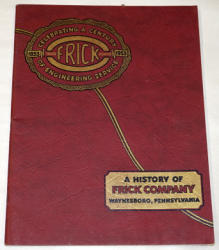 CELEBRATING A CENTURY
1853 FRICK 1953
OF ENGINEERING SERVICE
A HISTORY OF
FRICK COMPANY
WAYNESBORO, PENNSYLVANIA